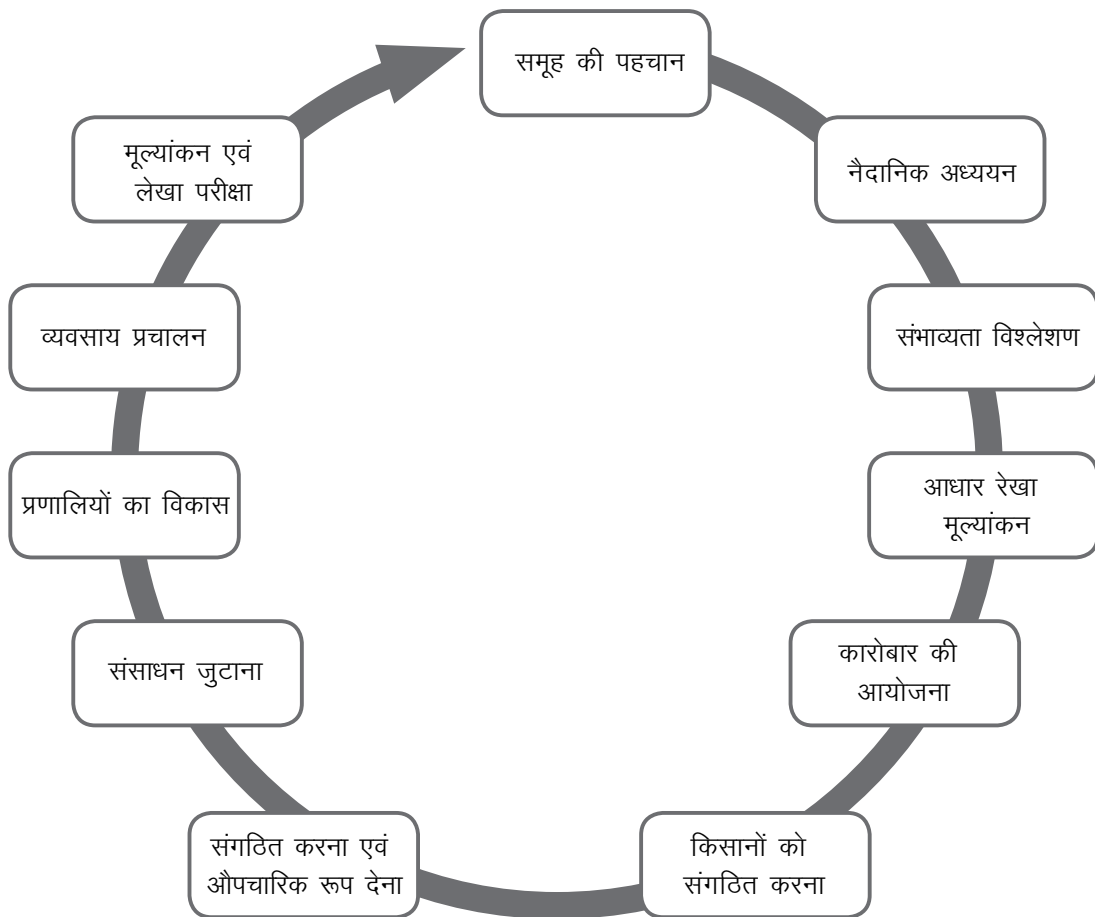 समूह की पहचान
नैदानिक अध्ययन
संभाव्यता विश्लेशण
आधार रेखा
मूल्यांकन
कारोबार की
आयोजना
किसानों को
संगठित करना
संगठित करना एवं
औपचारिक रूप देना
संसाधन जुटाना
प्रणालियों का विकास
व्यवसाय प्रचालन
मूल्यांकन एवं
लेखा परीक्षा